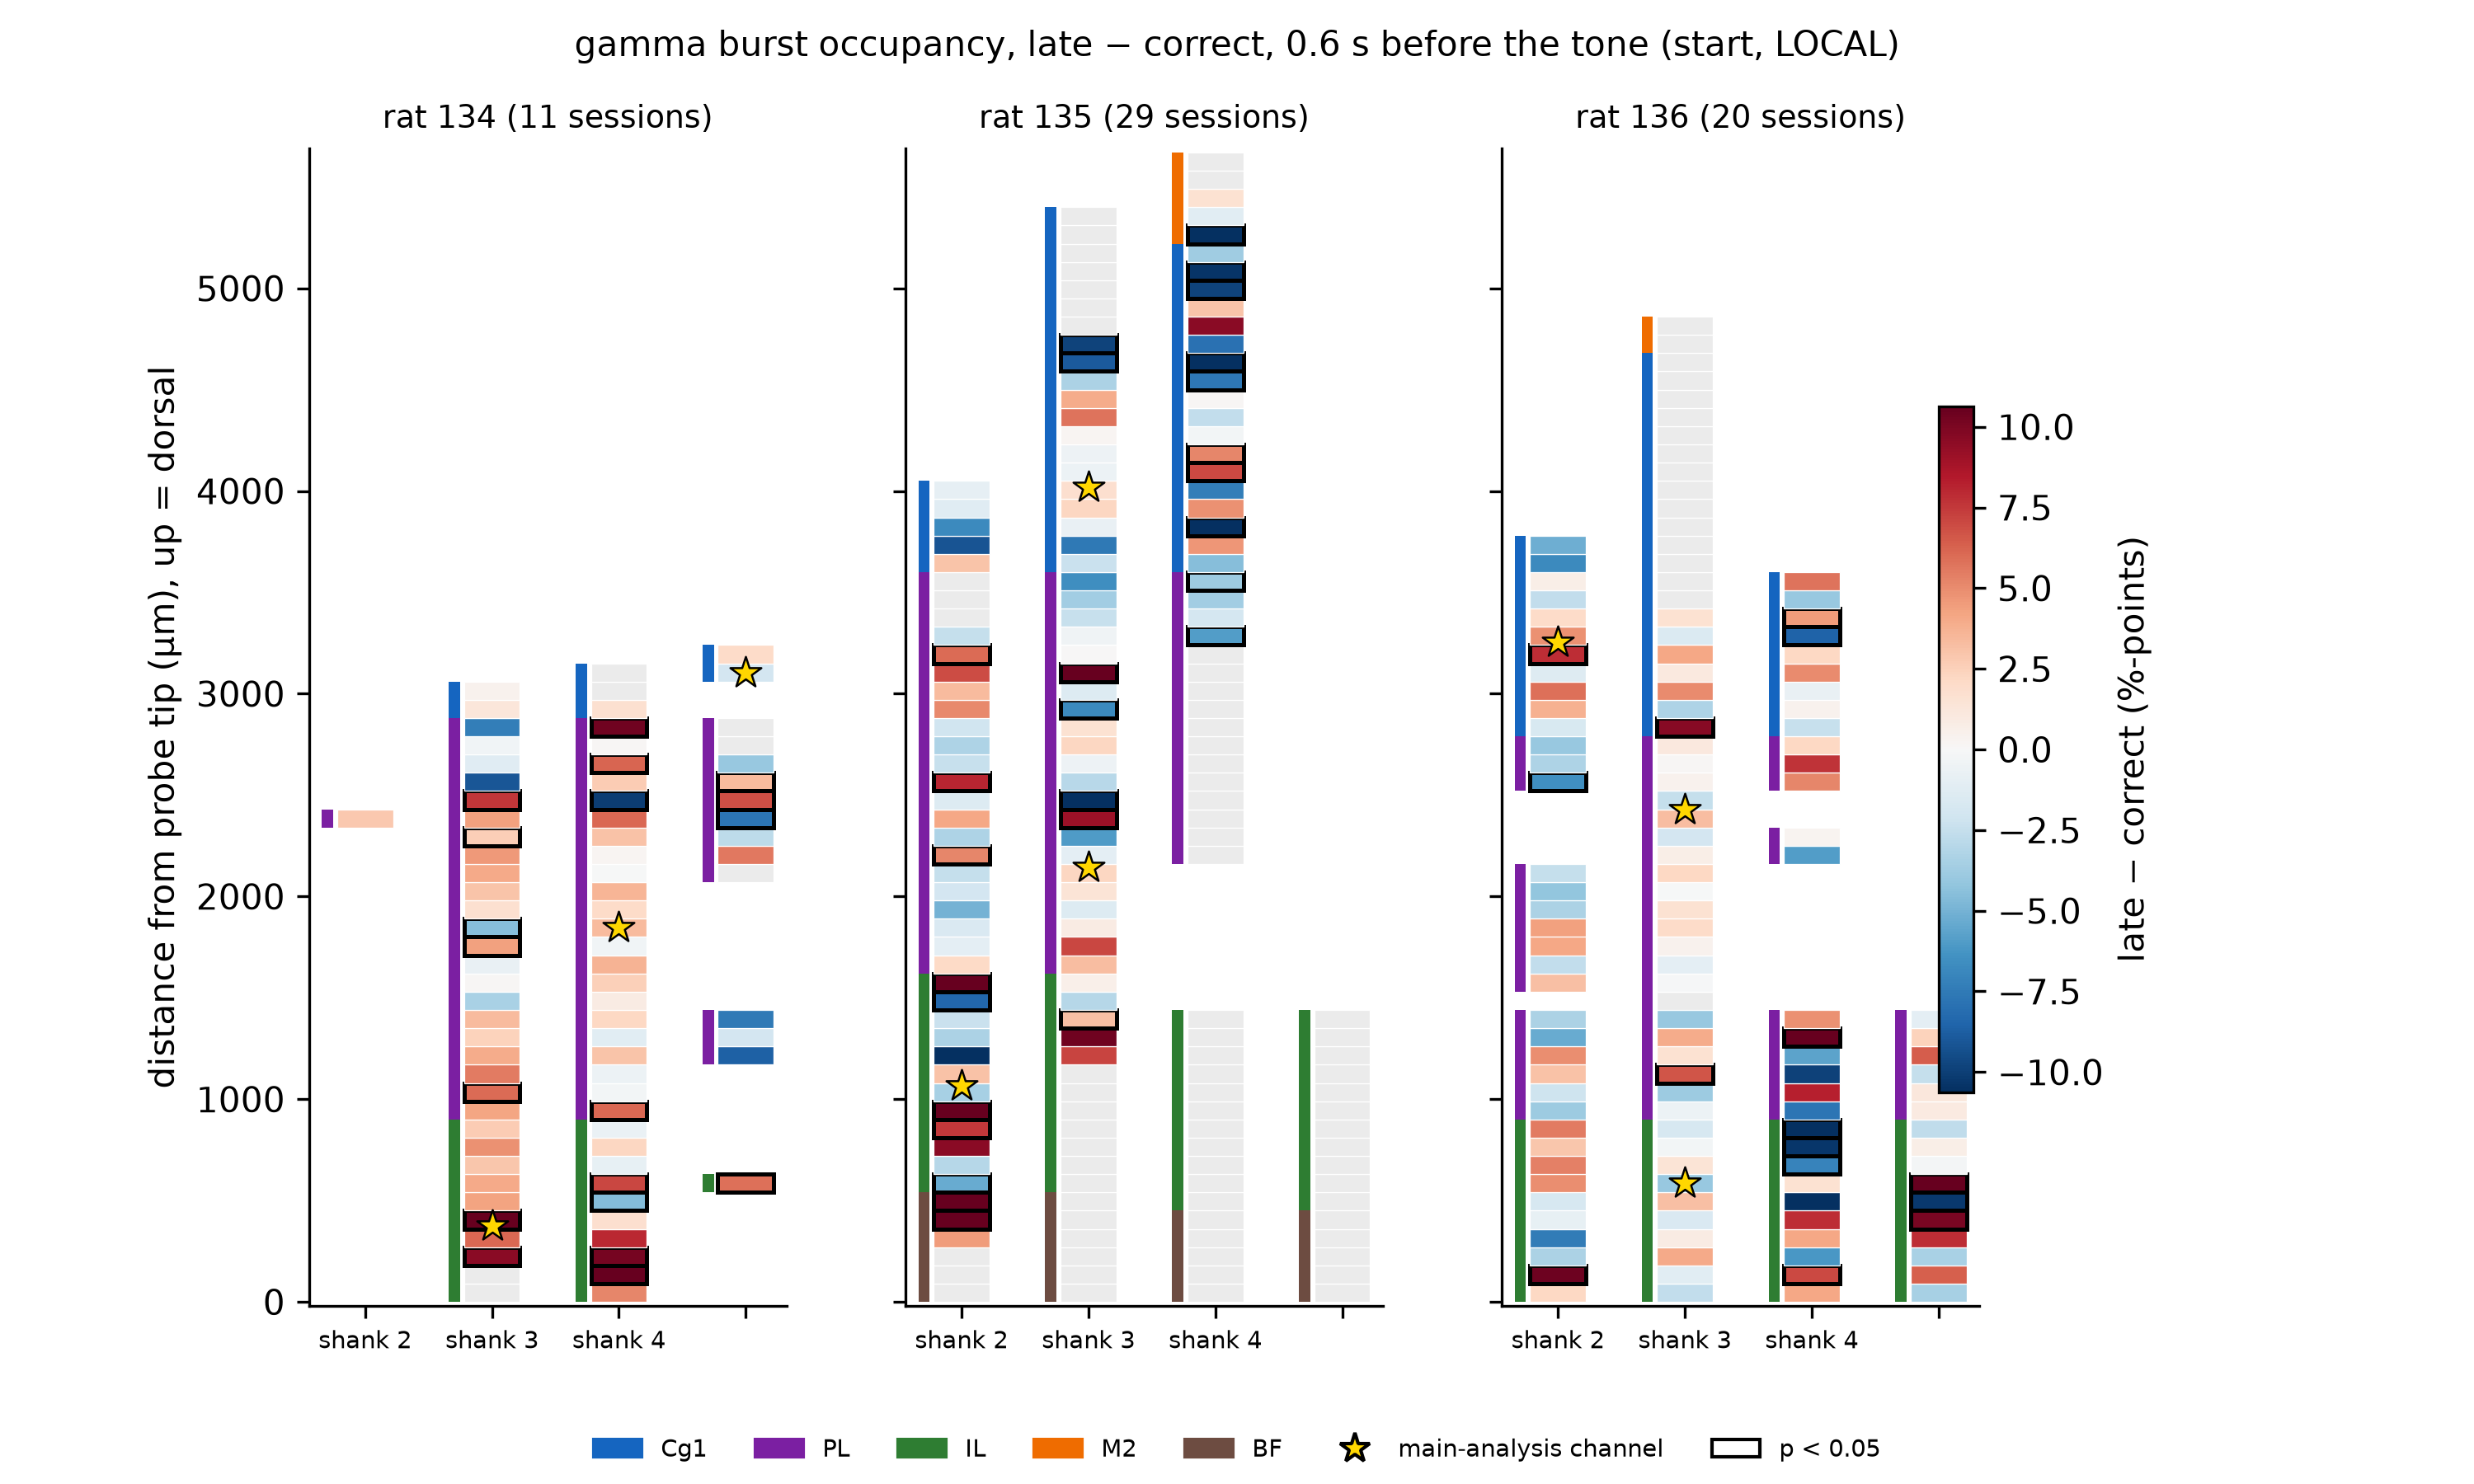 gamma burst occupancy, late − correct, 0.6 s before the tone (start, LOCAL)
rat 134 (11 sessions)
rat 135 (29 sessions)
rat 136 (20 sessions)
distance from probe tip (μm), up = dorsal
5000
4000
3000
2000
1000
0
shank 2
shank 3
shank 4
shank 2
shank 3
shank 4
shank 2
shank 3
shank 4
10.0
7.5
5.0
2.5
0.0
−2.5
−5.0
−7.5
−10.0
late − correct (%-points)
Cg1
PL
IL
M2
BF
main-analysis channel
p < 0.05